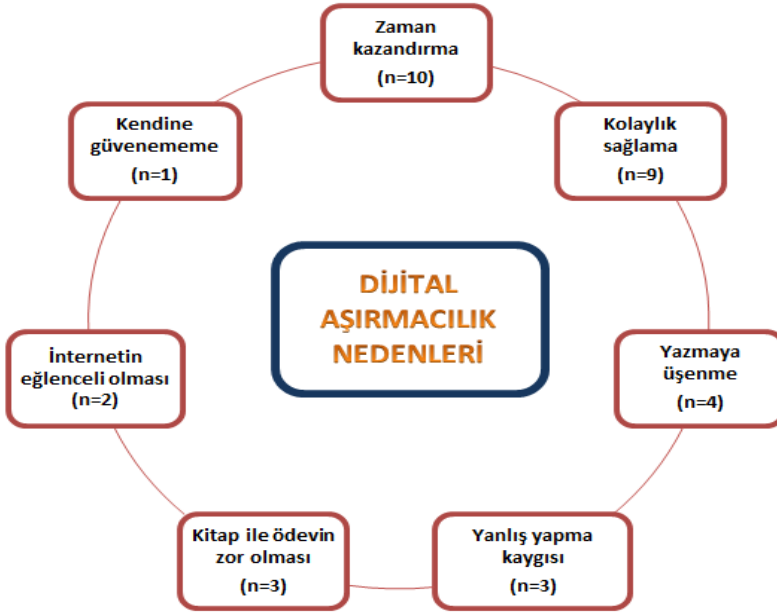 Zaman
kazandırma
(n=10)
Kolaylık
sağlama
(n=9)
Yazmaya
üşenme
(n=4)
Yanlış yapma
kaygısı
(n=3)
Kitap ile ödevin
zor olması
(n=3)
İnternetin
eğlenceli olması
(n=2)
Kendine
güvenememe
(n=1)
DİJİTAL
AŞIRMACILIK
NEDENLERİ